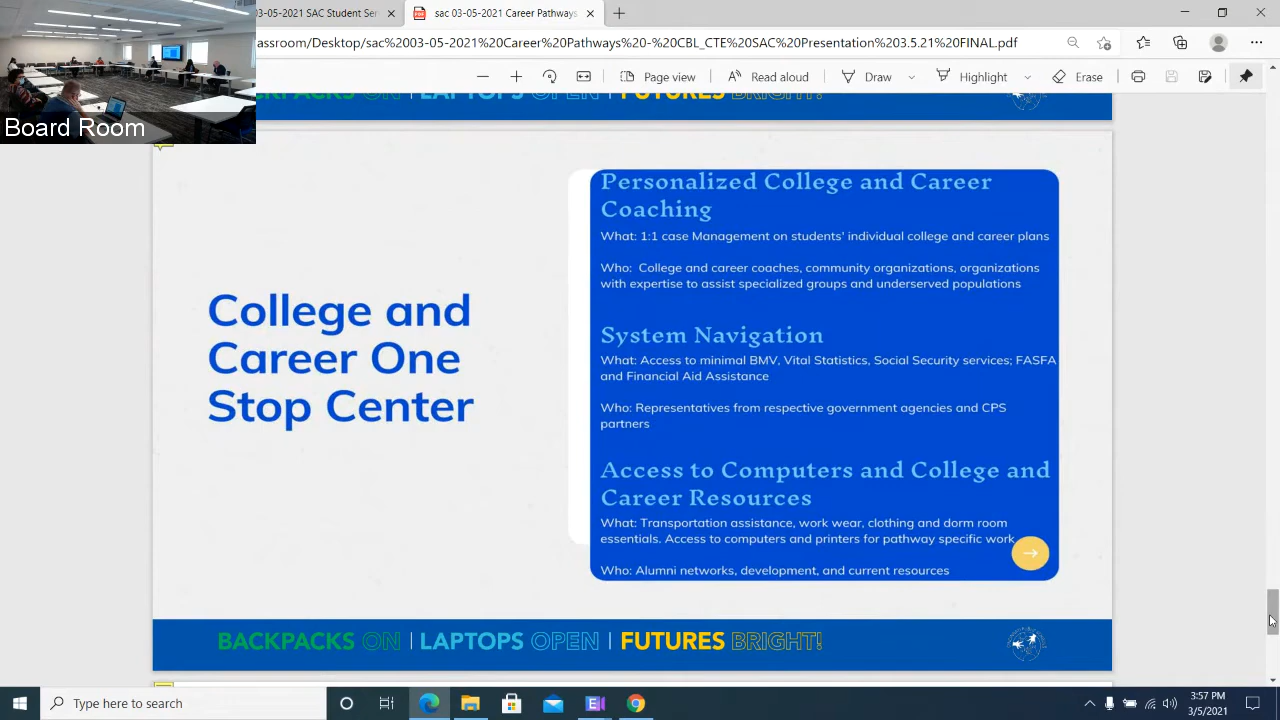 03-05-2021 SAC Student Ser
sac 03-05-2021 Career Pathways
assroom/Desktop/sac%2003-05-2021%20Career%20Pathways%20-%20CBL_CTE%20SAC%20Presentation%203.5.21%20FINAL.pdf
Page view
Read aloud
Draw
Highlight
Erase
BACKPACKS ON | LAPTOPS OPEN | FUTURES BRIGHT!
Board Room
College and
Career One
Stop Center
Personalized College and Career
Coaching
What: 1:1 case Management on students' individual college and career plans
Who: College and career coaches, community organizations, organizations
with expertise to assist specialized groups and underserved populations
System Navigation
What: Access to minimal BMV, Vital Statistics, Social Security services; FASFA
and Financial Aid Assistance
Who: Representatives from respective government agencies and CPS
partners
Access to Computers and College and
Career Resources
What: Transportation assistance, work wear, clothing and dorm room
essentials. Access to computers and printers for pathway specific work
Who: Alumni networks, development, and current resources
BACKPACKS ON | LAPTOPS OPEN | FUTURES BRIGHT!
Type here to search
3:57 PM
3/5/2021